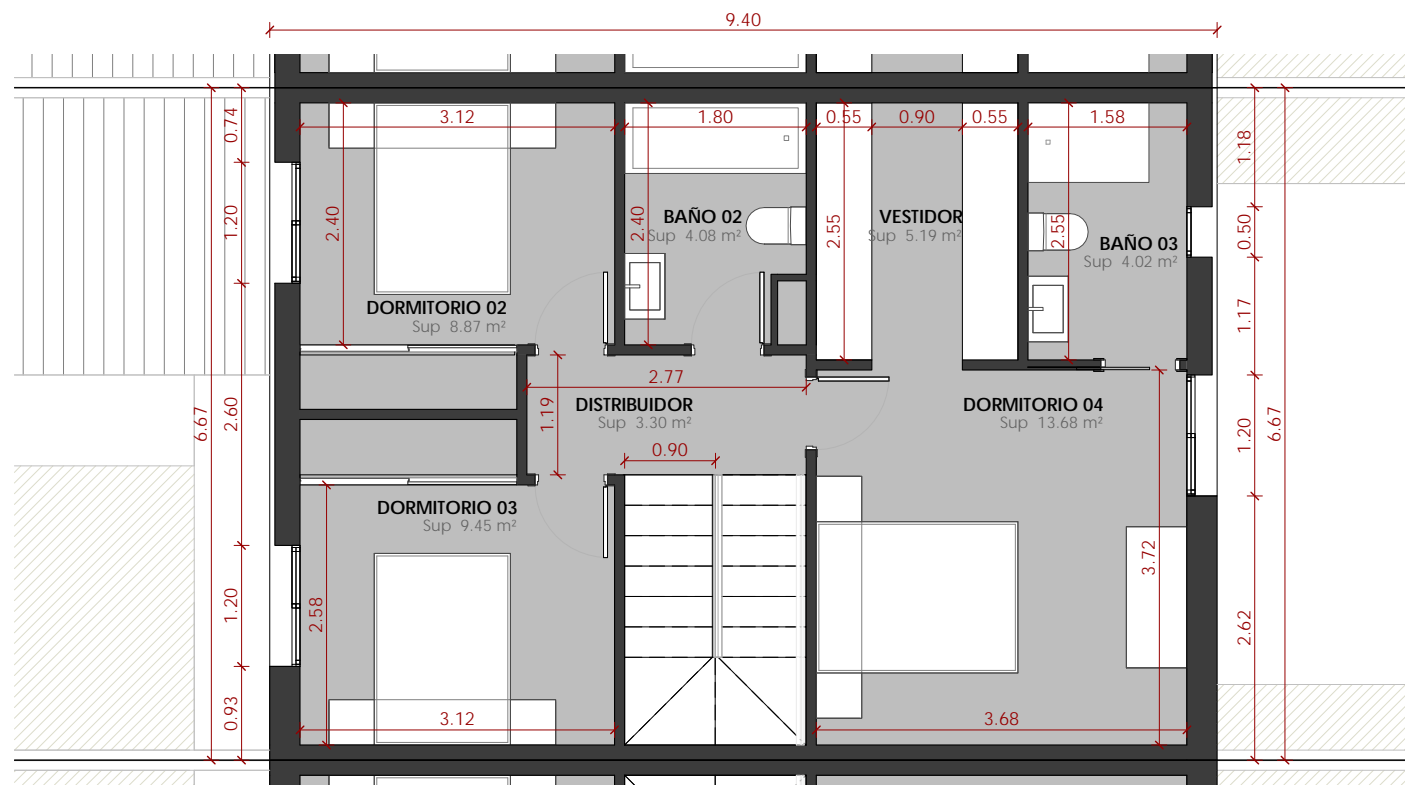 9.40
3.12
1.80
0.55
0.90
0.55
1.58
0.74
1.20
2.60
1.20
0.93
6.67
2.40
DORMITORIO 02
Sup 8.87 m²
2.40
BAÑO 02
Sup 4.08 m²
2.55
VESTIDOR
Sup 5.19 m²
2.55
BAÑO 03
Sup 4.02 m²
1.18
0.50
1.17
1.20
2.62
6.67
2.77
1.19
DISTRIBUIDOR
Sup 3.30 m²
0.90
DORMITORIO 04
Sup 13.68 m²
3.72
DORMITORIO 03
Sup 9.45 m²
2.58
3.12
3.68